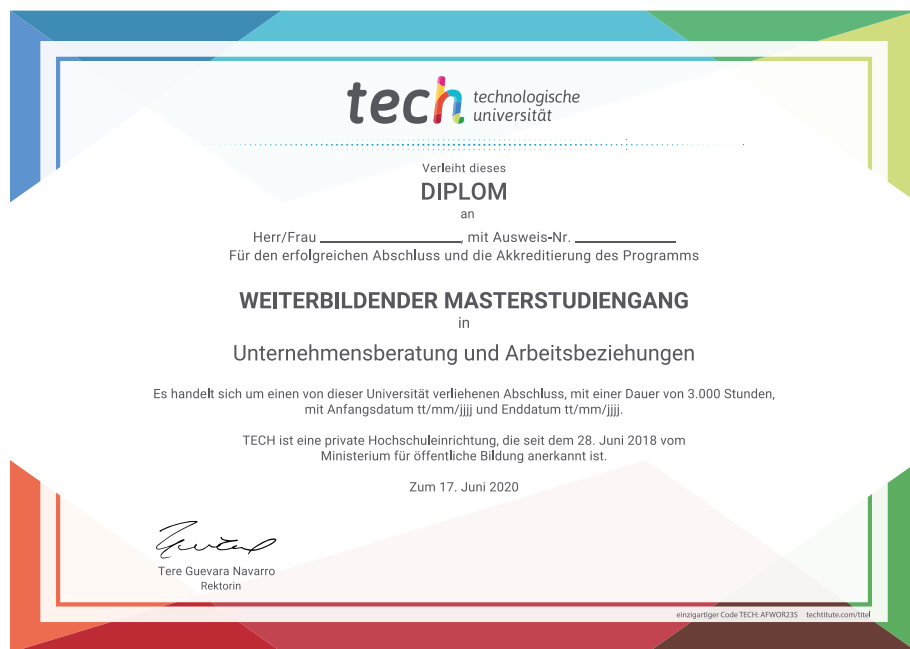 tech technologische
universität
Verleiht dieses
DIPLOM
an
Herr/Frau ____________________, mit Ausweis-Nr. ______________
Für den erfolgreichen Abschluss und die Akkreditierung des Programms
WEITERBILDENDER MASTERSTUDIENGANG
in
Unternehmensberatung und Arbeitsbeziehungen
Es handelt sich um einen von dieser Universität verliehenen Abschluss, mit einer Dauer von 3.000 Stunden,
mit Anfangsdatum tt/mm/jjjj und Enddatum tt/mm/jjjj.
TECH ist eine private Hochschuleinrichtung, die seit dem 28. Juni 2018 vom
Ministerium für öffentliche Bildung anerkannt ist.
Zum 17. Juni 2020
Tere Guevara Navarro
Rektorin
einzigartiger Code TECH: AFWOR235 techtitute.com/titel